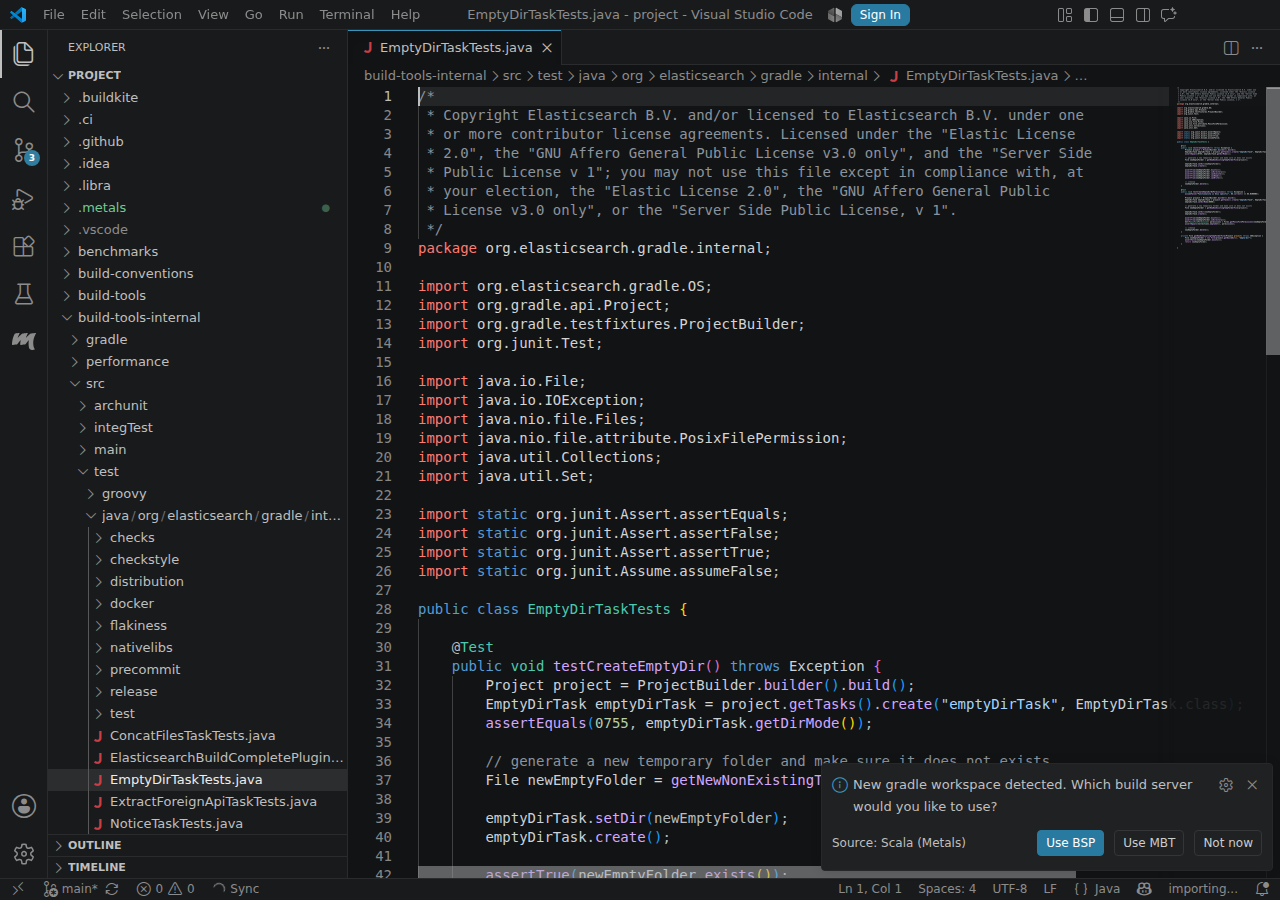 File Edit Selection View Go Run Terminal Help EmptyDirTaskTests.java - project - Visual Studio Code Sign In
EXPLORER
PROJECT
.buildkite
.ci
.github
.idea
.libra
.metals
.vscode
benchmarks
build-conventions
build-tools
build-tools-internal
gradle
performance
src
archunit
integTest
main
test
groovy
java/org/elasticsearch/gradle/int...
checks
checkstyle
distribution
docker
flakiness
nativelibs
precommit
release
test
ConcatFilesTaskTests.java
ElasticsearchBuildCompletePlugin...
EmptyDirTaskTests.java
ExtractForeignApiTaskTests.java
NoticeTaskTests.java
OUTLINE
TIMELINE
3
EmptyDirTaskTests.java
build-tools-internal > src > test > java > org > elasticsearch > gradle > internal > EmptyDirTaskTests.java > ...
1 /*
2 * Copyright Elasticsearch B.V. and/or licensed to Elasticsearch B.V. under one
3 * or more contributor license agreements. Licensed under the "Elastic License
4 * 2.0", the "GNU Affero General Public License v3.0 only", and the "Server Side
5 * Public License v 1"; you may not use this file except in compliance with, at
6 * your election, the "Elastic License 2.0", the "GNU Affero General Public
7 * License v3.0 only", or the "Server Side Public License, v 1".
8 */
9 package org.elasticsearch.gradle.internal;
10
11 import org.elasticsearch.gradle.OS;
12 import org.gradle.api.Project;
13 import org.gradle.testfixtures.ProjectBuilder;
14 import org.junit.Test;
15
16 import java.io.File;
17 import java.io.IOException;
18 import java.nio.file.Files;
19 import java.nio.file.attribute.PosixFilePermission;
20 import java.util.Collections;
21 import java.util.Set;
22
23 import static org.junit.Assert.assertEquals;
24 import static org.junit.Assert.assertFalse;
25 import static org.junit.Assert.assertTrue;
26 import static org.junit.Assume.assumeFalse;
27
28 public class EmptyDirTaskTests {
29
30 @Test
31 public void testCreateEmptyDir() throws Exception {
32 Project project = ProjectBuilder.builder().build();
33 EmptyDirTask emptyDirTask = project.getTasks().create("emptyDirTask", EmptyDirTask.class);
34 assertEquals(0755, emptyDirTask.getDirMode());
35
36 // generate a new temporary folder and make sure it does not exists
37 File newEmptyFolder = getNewNonExistingT
38
39 emptyDirTask.setDir(newEmptyFolder);
40 emptyDirTask.create();
41
42 assertTrue(newEmptyFolder.exists());
New gradle workspace detected. Which build server
would you like to use?
Source: Scala (Metals) Use BSP Use MBT Not now
main* 0 0 Sync Ln 1, Col 1 Spaces: 4 UTF-8 LF { } Java importing...